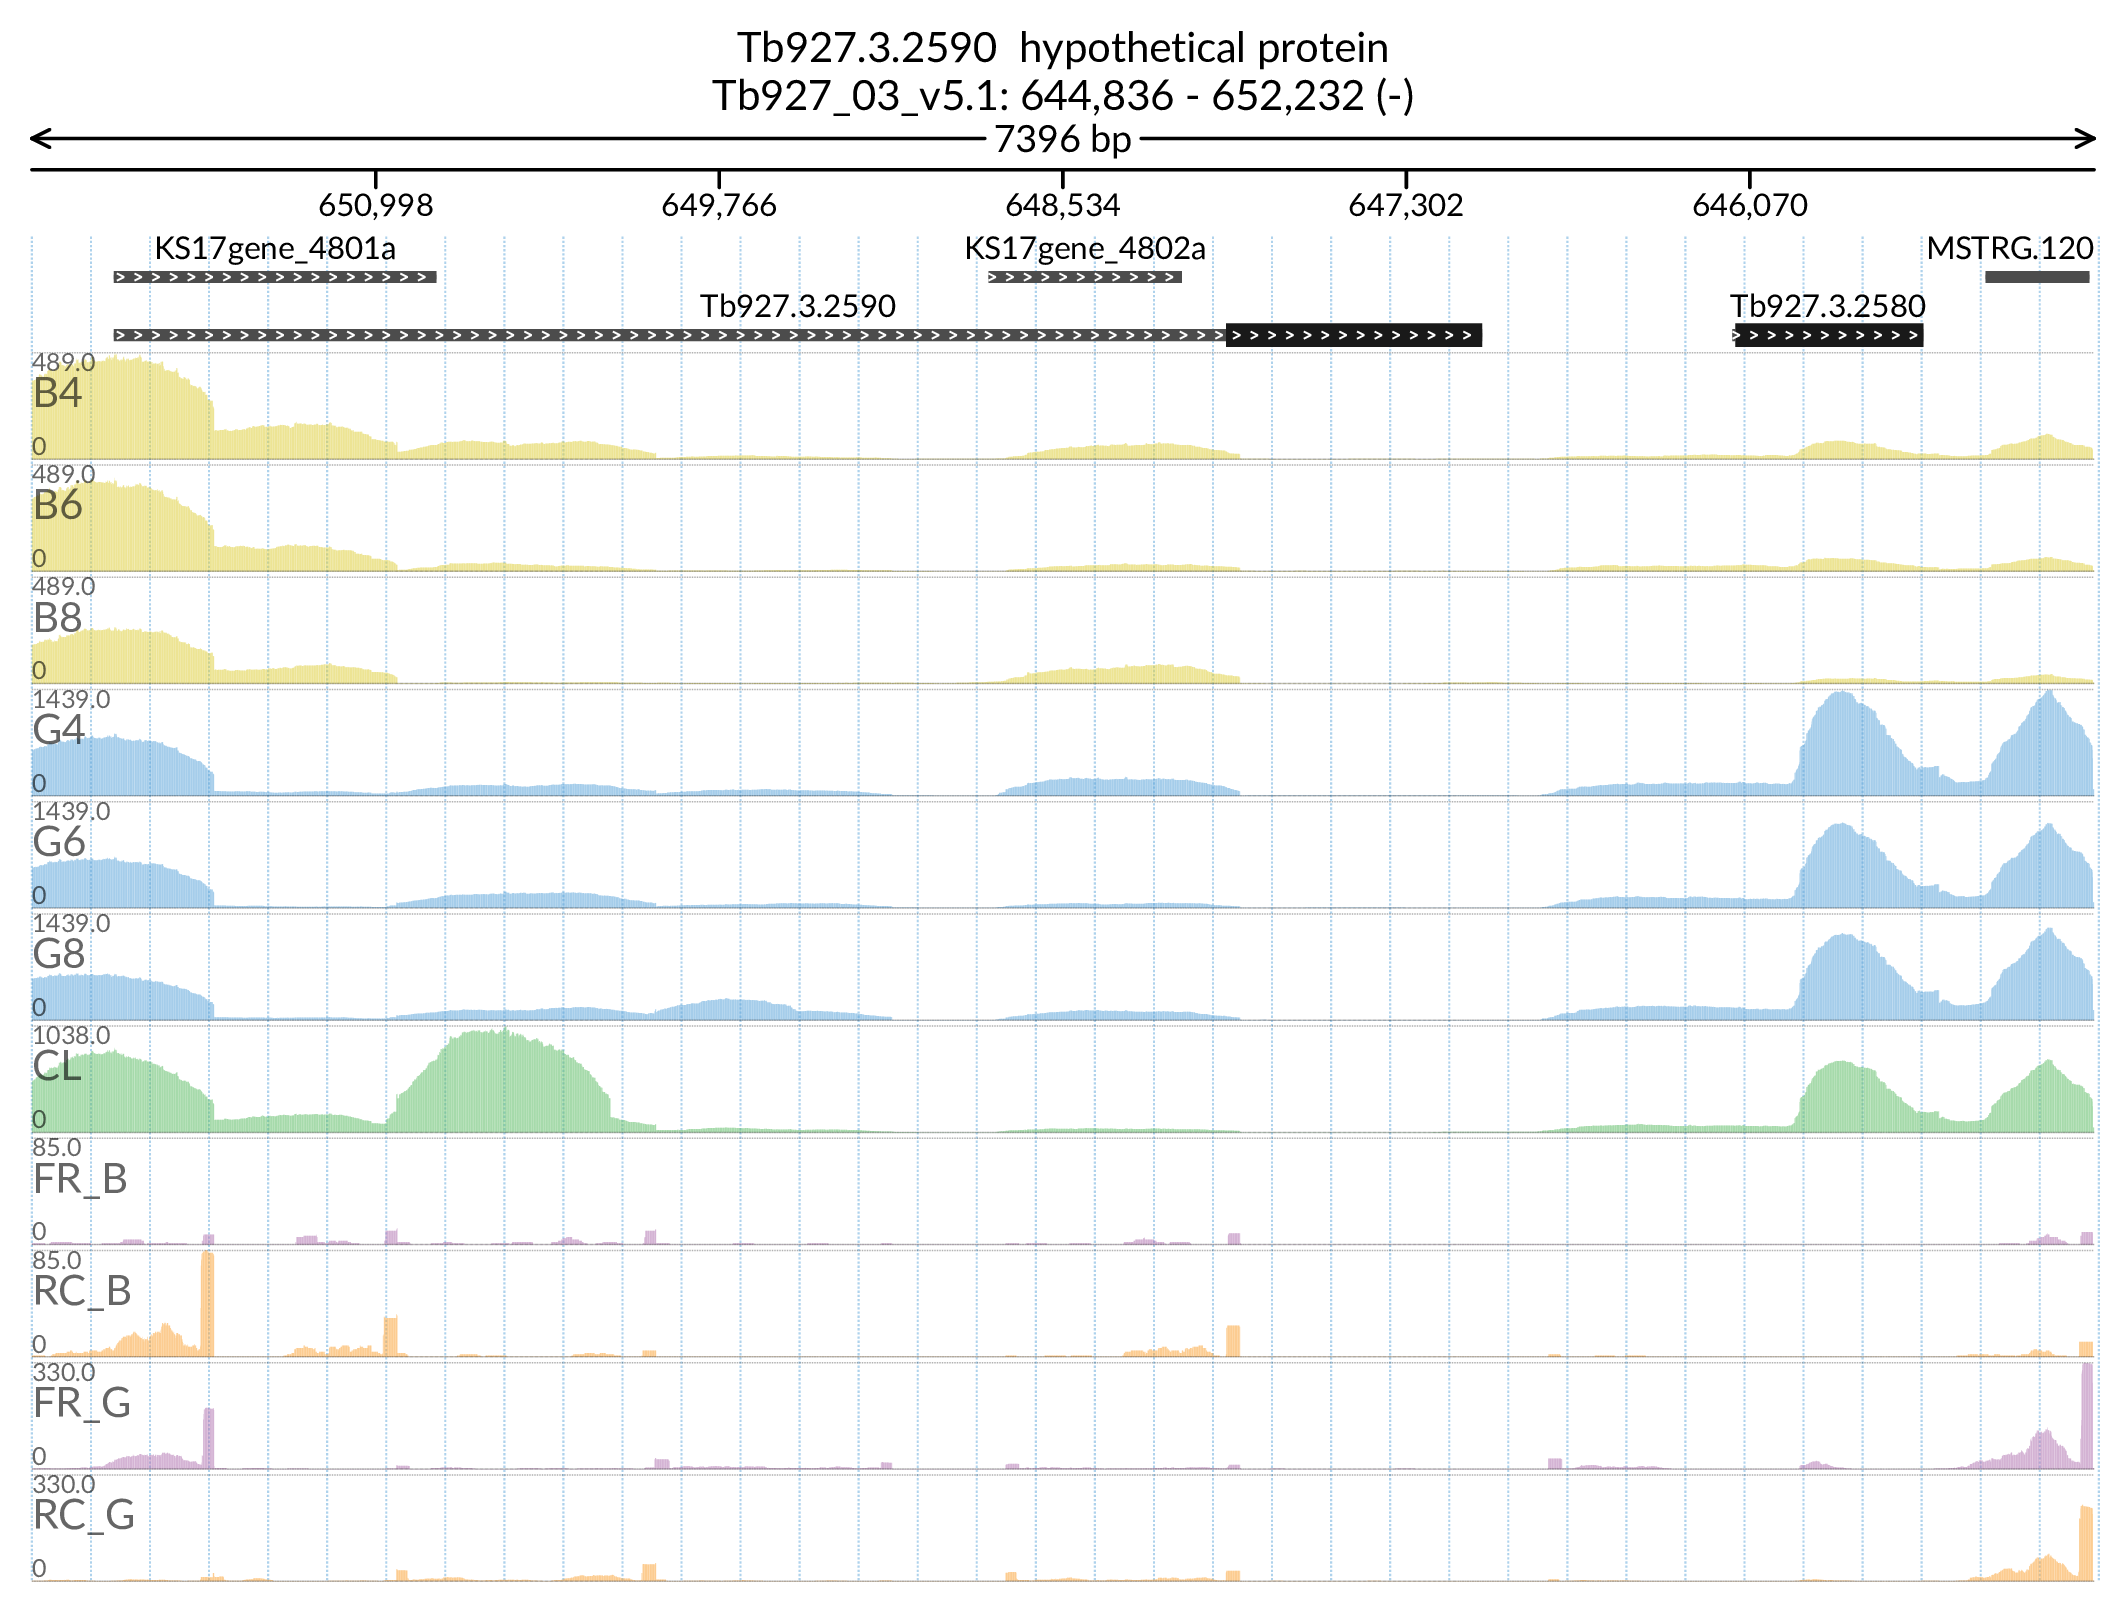 Tb927.3.2590  hypothetical protein
Tb927_03_v5.1: 644,836 - 652,232 (-)
7396 bp
650,998 649,766 648,534 647,302 646,070
KS17gene_4801a KS17gene_4802a MSTRG.120
Tb927.3.2590 Tb927.3.2580
489.0
B4
0
489.0
B6
0
489.0
B8
0
1439.0
G4
0
1439.0
G6
0
1439.0
G8
0
1038.0
CL
0
85.0
FR_B
0
85.0
RC_B
0
330.0
FR_G
0
330.0
RC_G
0